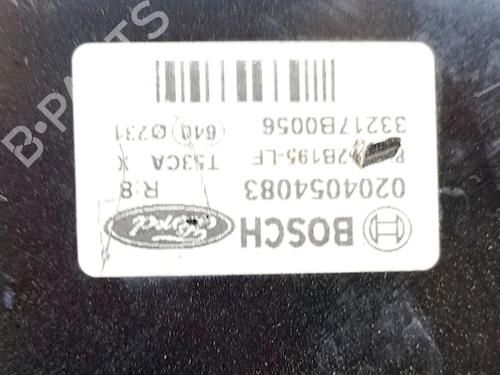 BOSCH Ford
0204054083 R:8
2B195-LF T53CA X
33217B0056 640 Ø231
B-PARTS